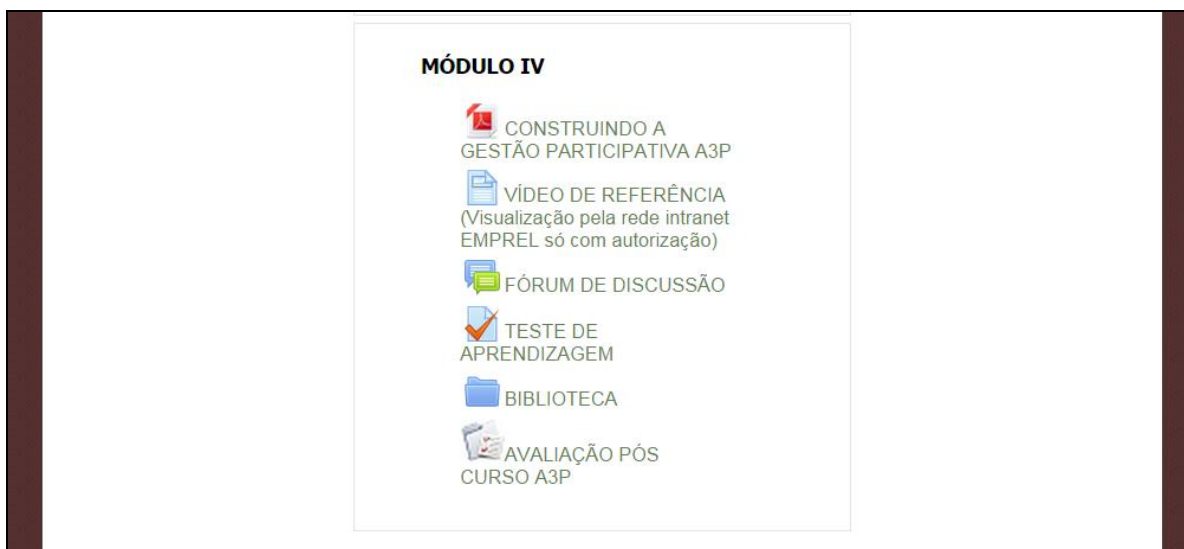 MÓDULO IV
CONSTRUINDO A
GESTÃO PARTICIPATIVA A3P
VÍDEO DE REFERÊNCIA
(Visualização pela rede intranet
EMPREL só com autorização)
FÓRUM DE DISCUSSÃO
TESTE DE
APRENDIZAGEM
BIBLIOTECA
AVALIAÇÃO PÓS
CURSO A3P